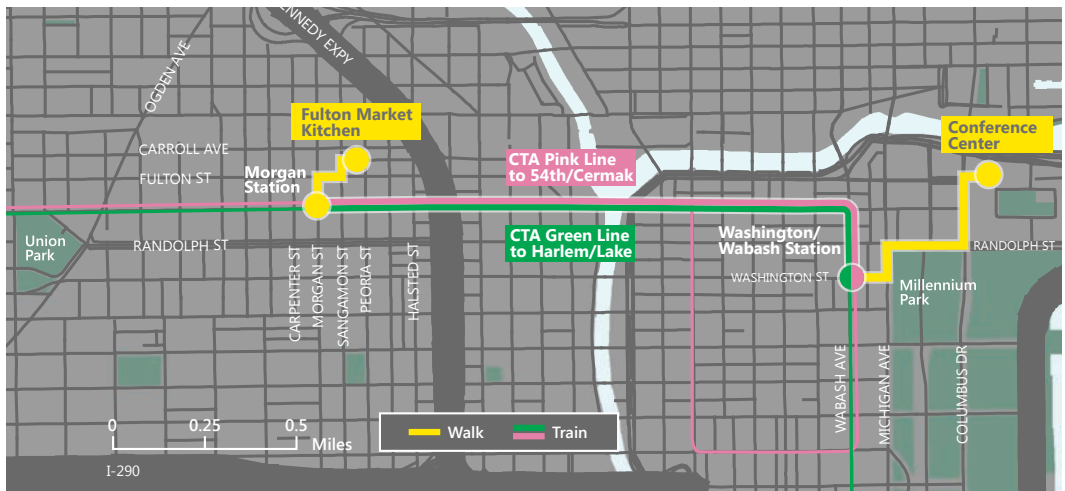 KENNEDY EXPY
OGDEN AVE
Fulton Market
Kitchen
Conference
Center
CARROLL AVE
FULTON ST
Morgan
Station
CTA Pink Line
to 54th/Cermak
CTA Green Line
to Harlem/Lake
Washington/
Wabash Station
Union
Park
RANDOLPH ST
RANDOLPH ST
WASHINGTON ST
Millennium
Park
CARPENTER ST
MORGAN ST
SANGAMON ST
PEORIA ST
HALSTED ST
WABASH AVE
MICHIGAN AVE
COLUMBUS DR
0 0.25 0.5
Miles
Walk Train
I-290